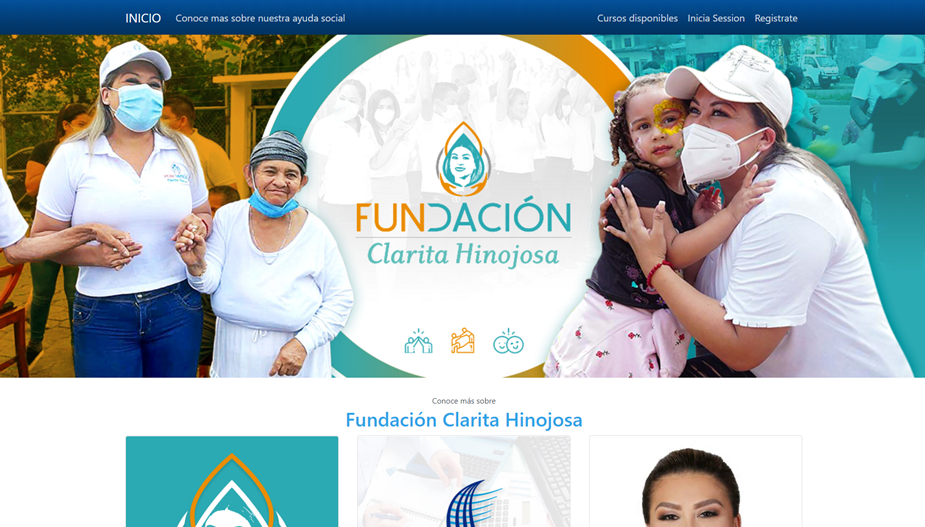 INICIO Conoce mas sobre nuestra ayuda social Cursos disponibles Inicia Session Registrate
FUNDACIÓN
Clarita Hinojosa
Conoce más sobre
Fundación Clarita Hinojosa